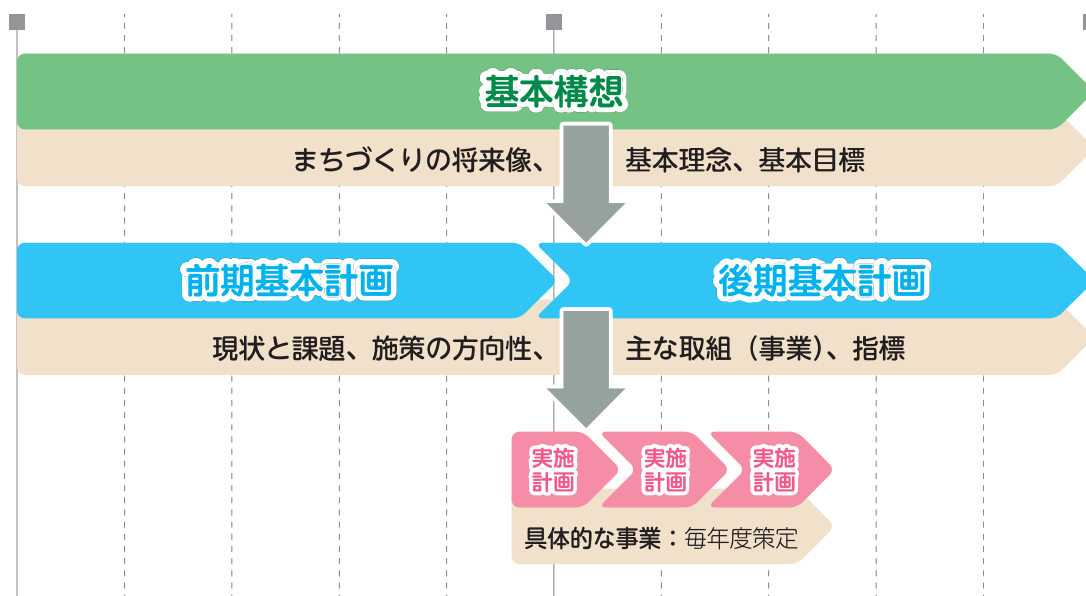 基本構想
まちづくりの将来像、 基本理念、基本目標
前期基本計画
後期基本計画
現状と課題、施策の方向性、 主な取組（事業）、指標
実施
計画
実施
計画
実施
計画
具体的な事業：毎年度策定